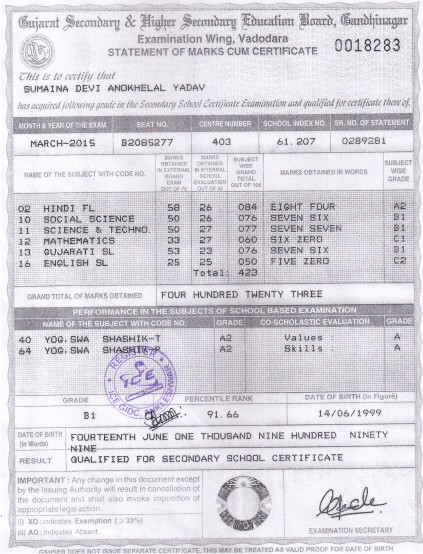 Gujarat Secondary & Higher Secondary Education Board, Gandhinagar
Examination Wing, Vadodara
STATEMENT OF MARKS CUM CERTIFICATE
0018283
This is to certify that
SUMAINA DEVI ANOKHELAL YADAV
has acquired following grade in the Secondary School Certificate Examination and qualified for certificate there of.
MONTH & YEAR OF THE EXAM. SEAT NO. CENTRE NUMBER SCHOOL INDEX NO. SR. NO. OF STATEMENT
MARCH-2015 B2085277 403 61.207 0289281
NAME OF THE SUBJECT WITH CODE NO. MARKS OBTAINED IN EXTERNAL BOARD EXAM OUT OF 70 MARKS OBTAINED IN INTERNAL SCHOOL EVALUATION OUT OF 30 SUBJECT WISE GRAND TOTAL OUT OF 100 MARKS OBTAINED IN WORDS SUBJECT WISE GRADE
02 HINDI FL 58 26 084 EIGHT FOUR A2
10 SOCIAL SCIENCE 50 26 076 SEVEN SIX B1
11 SCIENCE & TECHNO. 50 27 077 SEVEN SEVEN B1
12 MATHEMATICS 33 27 060 SIX ZERO C1
13 GUJARATI SL 53 23 076 SEVEN SIX B1
16 ENGLISH SL 25 25 050 FIVE ZERO C2
Total: 423
GRAND TOTAL OF MARKS OBTAINED FOUR HUNDRED TWENTY THREE
PERFORMANCE IN THE SUBJECTS OF SCHOOL BASED EXAMINATION
NAME OF THE SUBJECT WITH CODE NO. GRADE CO-SCHOLASTIC EVALUATION GRADE
40 YOG,SWA SHASHIK-T A2 Values : A
64 YOG,SWA SHASHIK-P A2 Skills : A
GRADE PERCENTILE RANK DATE OF BIRTH (in Figure)
B1 91.66 14/06/1999
DATE OF BIRTH (in Words) FOURTEENTH JUNE ONE THOUSAND NINE HUNDRED NINETY NINE
RESULT QUALIFIED FOR SECONDARY SCHOOL CERTIFICATE
IMPORTANT : Any change in this document except
by the Issuing Authority will result in cancellation
of the document and shall also invoke imposition of
appropriate legal action.
(i) XO : indicates Exemption (≥ 33%)
(ii) AO : indicates Absent.
EXAMINATION SECRETARY
GSHSEB DOES NOT ISSUE SEPARATE CERTIFICATE. THIS MAY BE TREATED AS VALID PROOF FOR DATE OF BIRTH